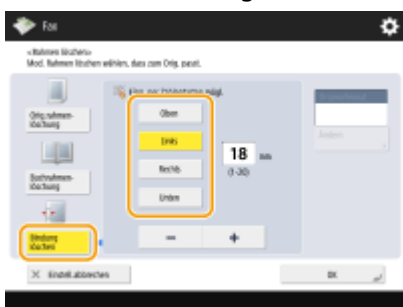 Fax
<Rahmen löschen>
Mod. Rahmen löschen wählen, dass zum Orig. passt.
Orig.rahmen-
löschung
Buchrahmen-
löschung
Bindung
löschen
Oben
Links
Rechts
Unten
18 mm
(1-30)
Ändern
- +
× Einstell. abbrechen
OK